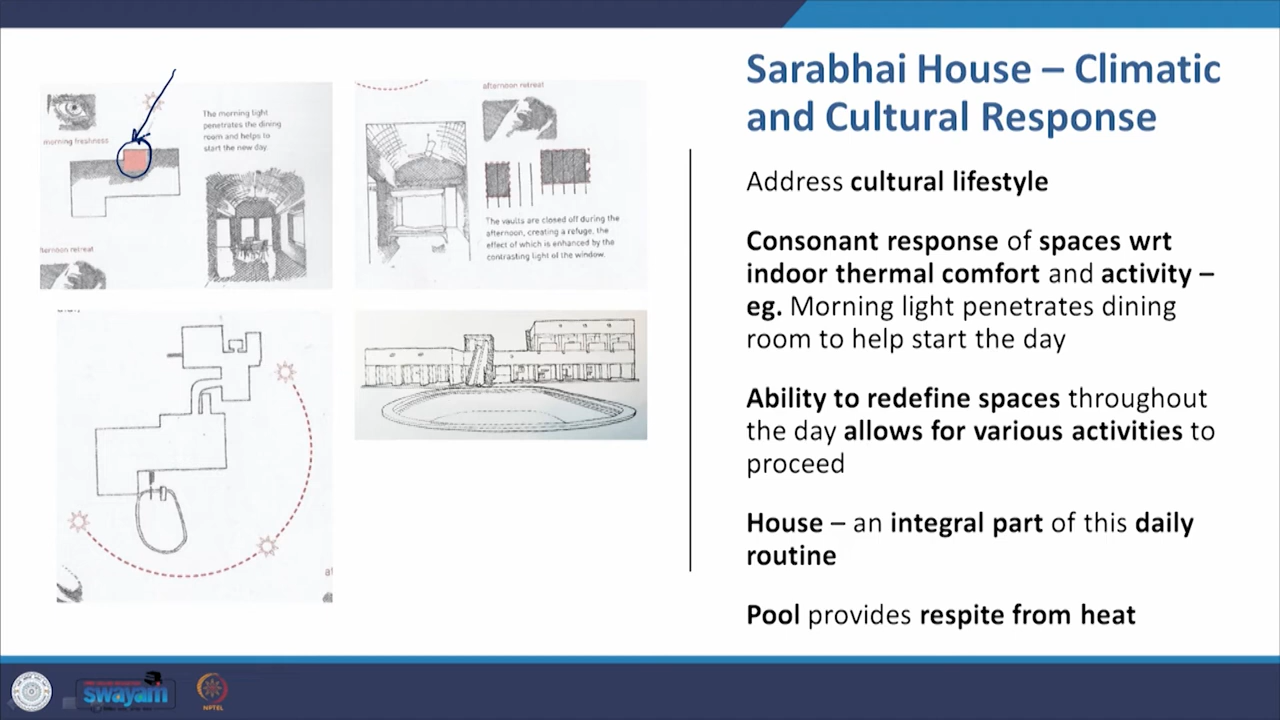 Sarabhai House – Climatic
and Cultural Response
morning freshness
The morning light
penetrates the dining
room and helps to
start the new day.
afternoon retreat
afternoon retreat
The vaults are closed off during the
afternoon, creating a refuge, the
effect of which is enhanced by the
contrasting light of the window.
Address cultural lifestyle
Consonant response of spaces wrt
indoor thermal comfort and activity –
eg. Morning light penetrates dining
room to help start the day
Ability to redefine spaces throughout
the day allows for various activities to
proceed
House – an integral part of this daily
routine
Pool provides respite from heat
swayam
NPTEL